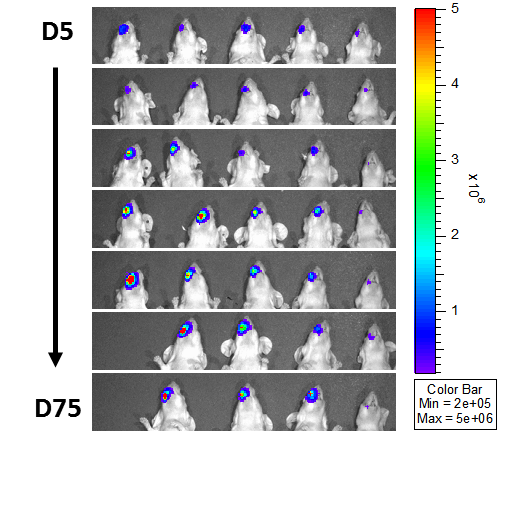 D5
D75
5
4
3
2
1
x10⁶
Color Bar
Min = 2e+05
Max = 5e+06